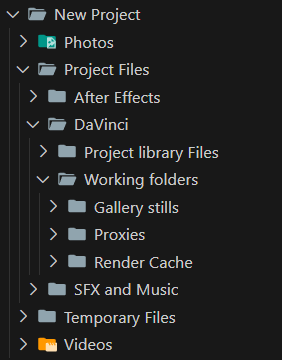 New Project
Photos
Project Files
After Effects
DaVinci
Project library Files
Working folders
Gallery stills
Proxies
Render Cache
SFX and Music
Temporary Files
Videos